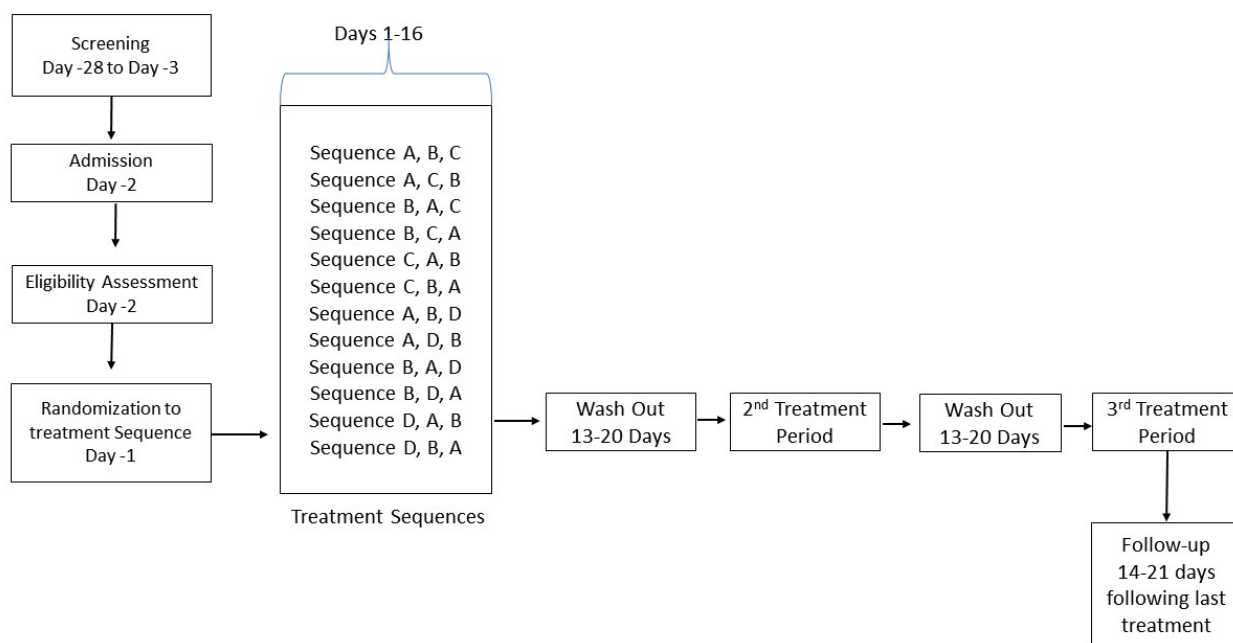 Screening
Day -28 to Day -3
Admission
Day -2
Eligibility Assessment
Day -2
Randomization to
treatment Sequence
Day -1
Days 1-16
Sequence A, B, C
Sequence A, C, B
Sequence B, A, C
Sequence B, C, A
Sequence C, A, B
Sequence C, B, A
Sequence A, B, D
Sequence A, D, B
Sequence B, A, D
Sequence B, D, A
Sequence D, A, B
Sequence D, B, A
Treatment Sequences
Wash Out
13-20 Days
2nd Treatment
Period
Wash Out
13-20 Days
3rd Treatment
Period
Follow-up
14-21 days
following last
treatment